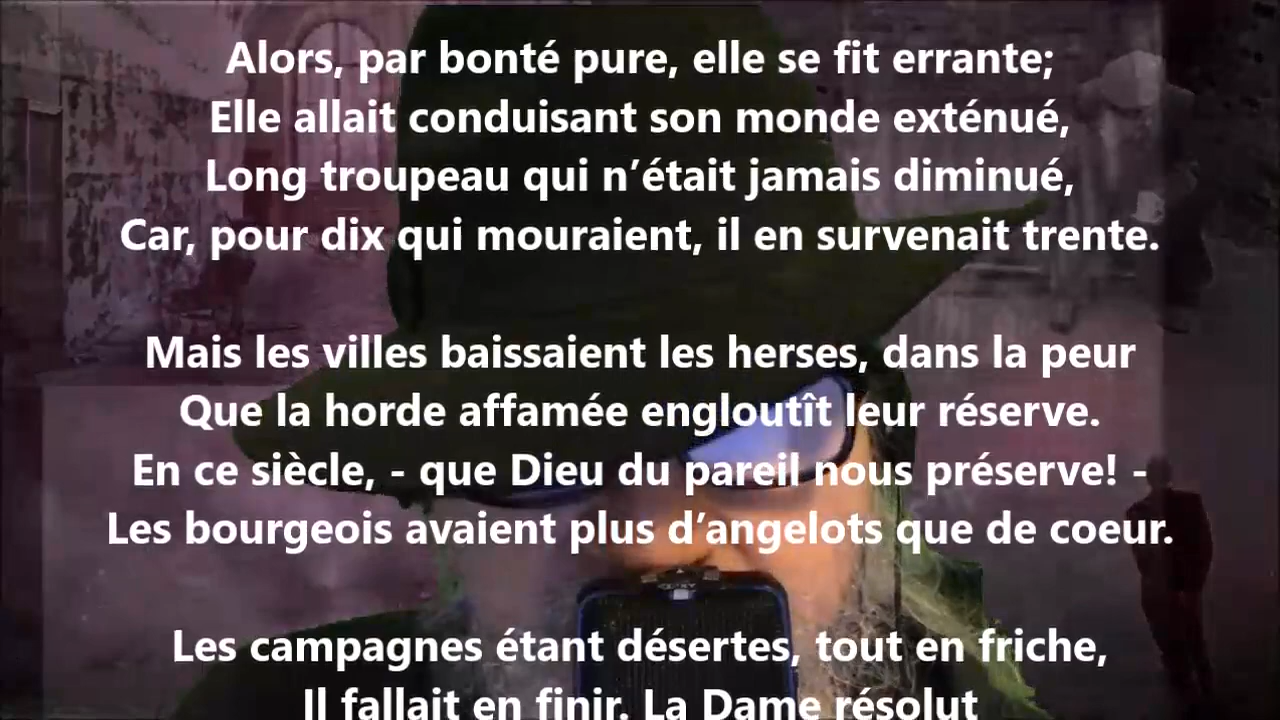 Alors, par bonté pure, elle se fit errante;
Elle allait conduisant son monde exténué,
Long troupeau qui n’était jamais diminué,
Car, pour dix qui mouraient, il en survenait trente.
Mais les villes baissaient les herses, dans la peur
Que la horde affamée engloutît leur réserve.
En ce siècle, - que Dieu du pareil nous préserve! -
Les bourgeois avaient plus d’angelots que de coeur.
Les campagnes étant désertes, tout en friche,
Il fallait en finir. La Dame résolut